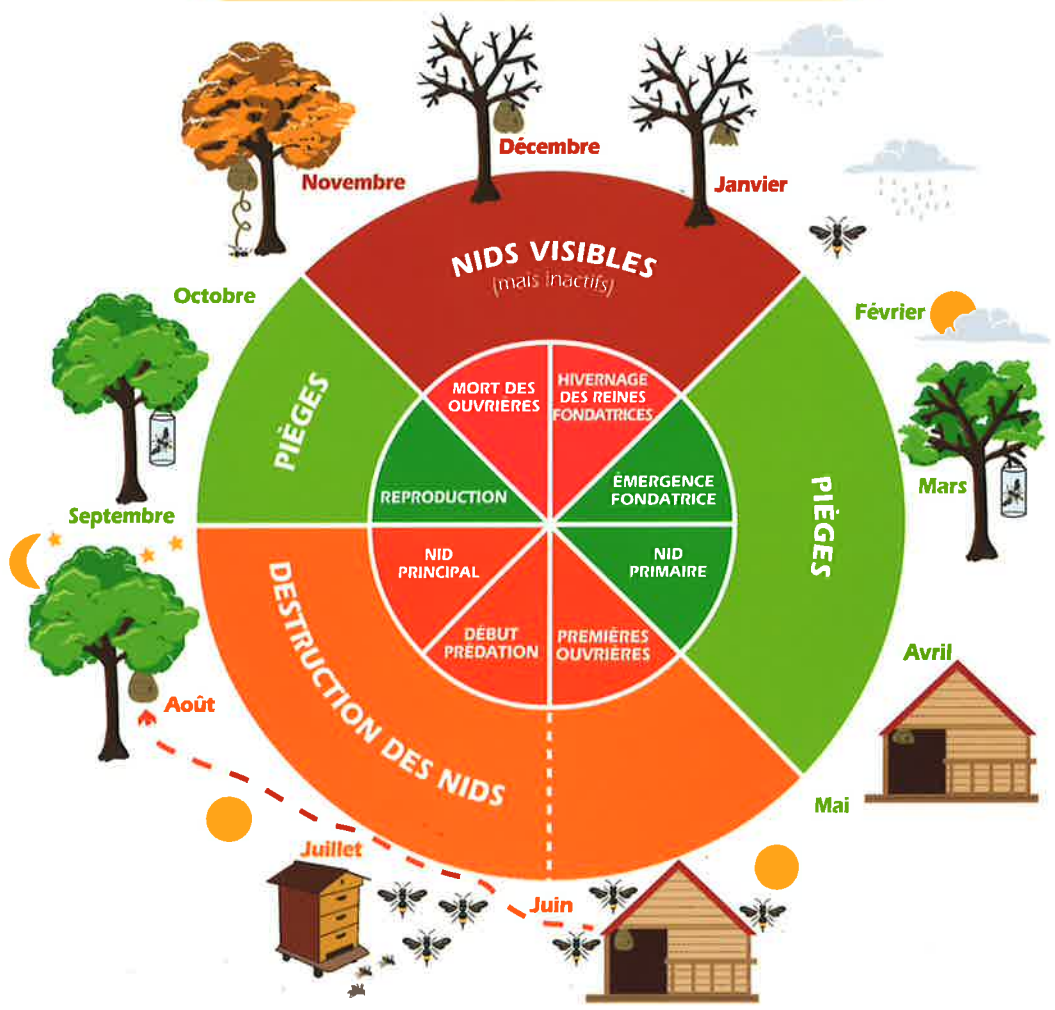 Décembre
Janvier
Novembre
NIDS VISIBLES
(mais inactifs)
Octobre
Février
PIÈGES
MORT DES
OUVRIÈRES
HIVERNAGE
DES REINES
FONDATRICES
REPRODUCTION
ÉMERGENCE
FONDATRICE
PIÈGES
Mars
Septembre
NID
PRINCIPAL
NID
PRIMAIRE
DÉBUT
PRÉDATION
PREMIÈRES
OUVRIÈRES
DESTRUCTION DES NIDS
Avril
Août
Mai
Juillet
Juin